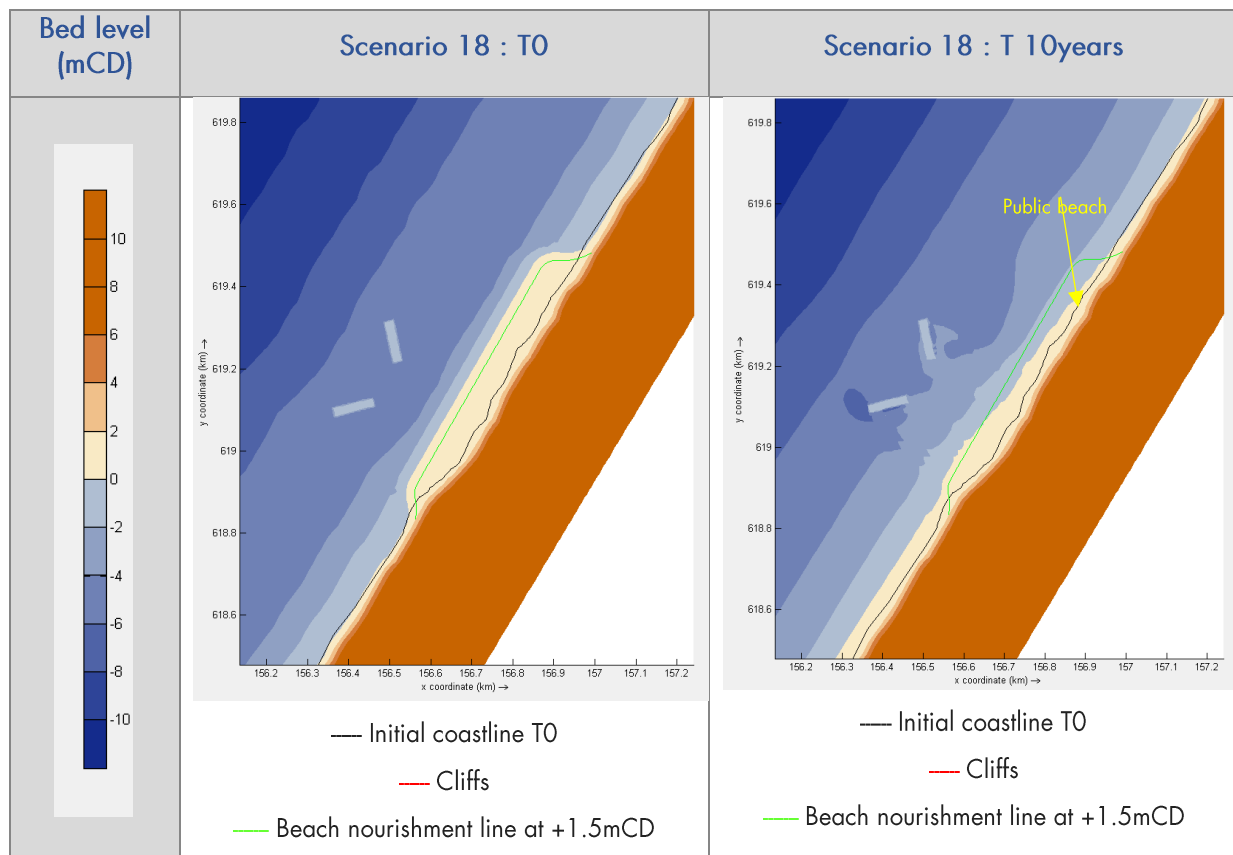 Bed level
(mCD)
Scenario 18 : T0
Scenario 18 : T 10years
10
8
6
4
2
0
-2
-4
-6
-8
-10
619.8
619.6
619.4
619.2
619
618.8
618.6
y coordinate (km) →
156.2 156.3 156.4 156.5 156.6 156.7 156.8 156.9 157 157.1 157.2
x coordinate (km) →
Initial coastline T0
Cliffs
Beach nourishment line at +1.5mCD
Public beach
619.8
619.6
619.4
619.2
619
618.8
618.6
y coordinate (km) →
156.2 156.3 156.4 156.5 156.6 156.7 156.8 156.9 157 157.1 157.2
x coordinate (km) →
Initial coastline T0
Cliffs
Beach nourishment line at +1.5mCD